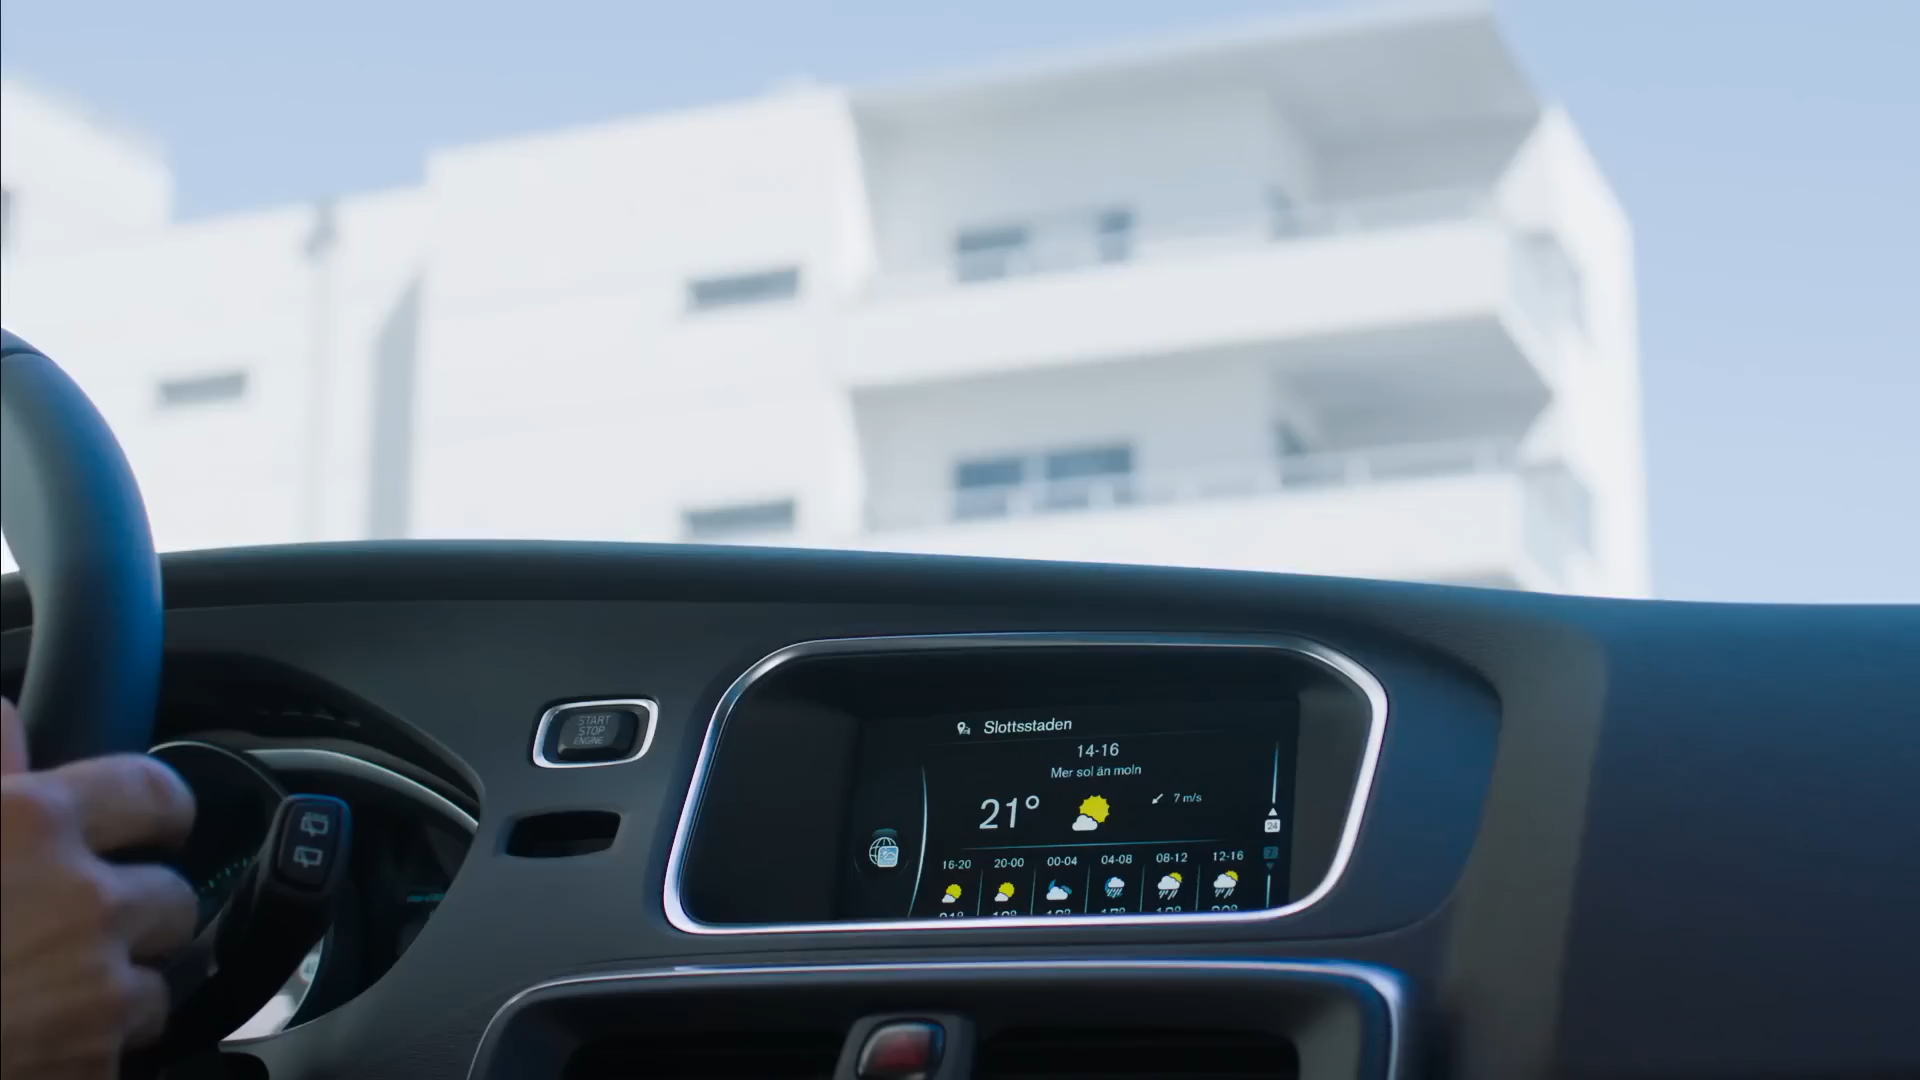 START
STOP
ENGINE
Slottsstaden
14-16
Mer sol än moln
21°
7 m/s
24
7
16-20 20-00 00-04 04-08 08-12 12-16